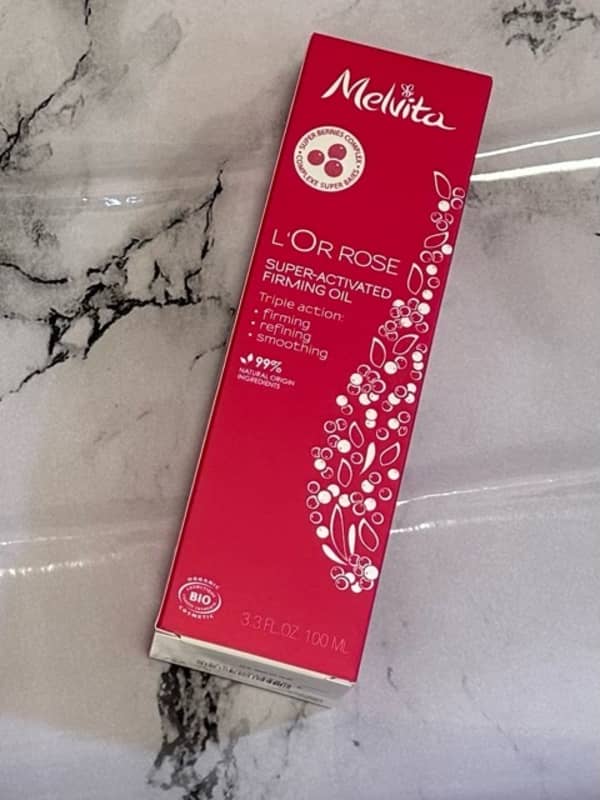 Melvita
• SUPER BERRIES COMPLEX •
COMPLEXE SUPER BAIES
L'OR ROSE
SUPER-ACTIVATED
FIRMING OIL
Triple action:
• firming
• refining
• smoothing
99%
NATURAL ORIGIN
INGREDIENTS
ORGANIC
BIO
COSMETIC
3.3 FL.OZ. 100 ML